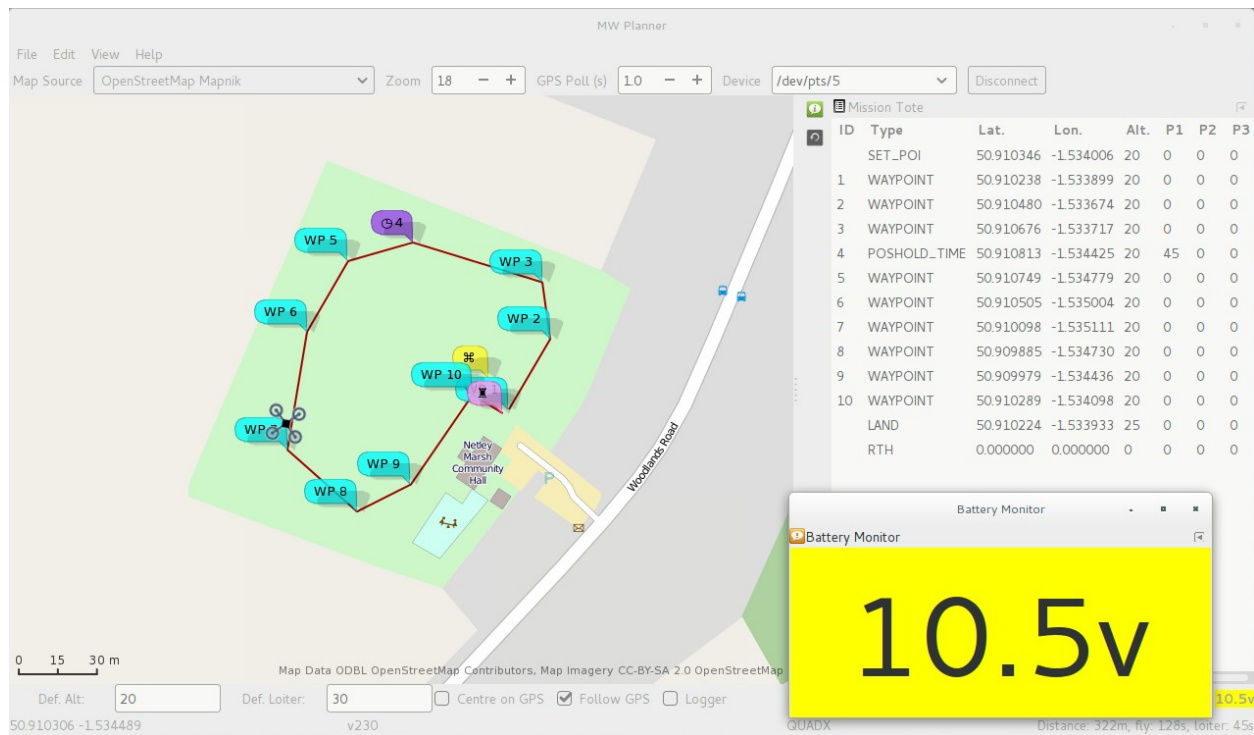 MW Planner
File Edit View Help
Map Source OpenStreetMap Mapnik Zoom 18 − + GPS Poll (s) 1.0 − + Device /dev/pts/5 Disconnect
Mission Tote
ID Type Lat. Lon. Alt. P1 P2 P3
SET_POI 50.910346 -1.534006 20 0 0 0
1 WAYPOINT 50.910238 -1.533899 20 0 0 0
2 WAYPOINT 50.910480 -1.533674 20 0 0 0
3 WAYPOINT 50.910676 -1.533717 20 0 0 0
4 POSHOLD_TIME 50.910813 -1.534425 20 45 0 0
5 WAYPOINT 50.910749 -1.534779 20 0 0 0
6 WAYPOINT 50.910505 -1.535004 20 0 0 0
7 WAYPOINT 50.910098 -1.535111 20 0 0 0
8 WAYPOINT 50.909885 -1.534730 20 0 0 0
9 WAYPOINT 50.909979 -1.534436 20 0 0 0
10 WAYPOINT 50.910289 -1.534098 20 0 0 0
LAND 50.910224 -1.533933 25 0 0 0
RTH 0.000000 0.000000 0 0 0 0
4
WP 5
WP 3
WP 6
WP 2
WP 10
WP 7
WP 9
WP 8
Netley
Marsh
Community
Hall
P
Woodlands Road
0 15 30 m
Map Data ODBL OpenStreetMap Contributors, Map Imagery CC-BY-SA 2.0 OpenStreetMap
Battery Monitor
Battery Monitor
10.5v
Def. Alt: 20 Def. Loiter: 30 Centre on GPS Follow GPS Logger 10.5v
50.910306 -1.534489 v230 QUADX Distance: 322m, fly: 128s, loiter: 45s